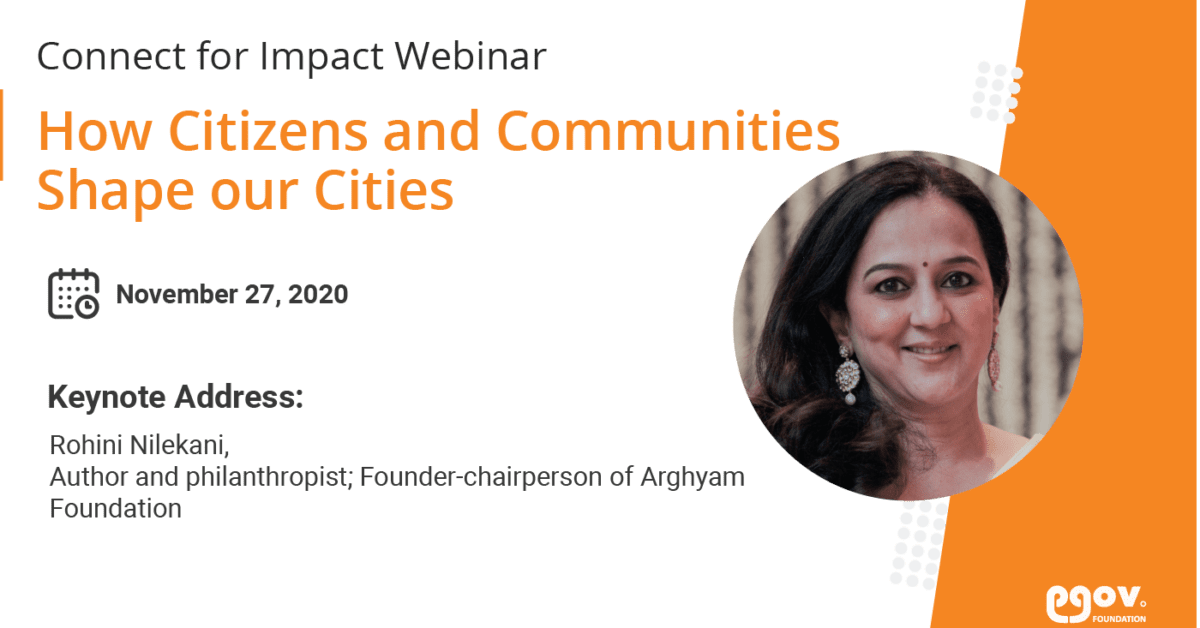 Connect for Impact Webinar
How Citizens and Communities
Shape our Cities
November 27, 2020
Keynote Address:
Rohini Nilekani,
Author and philanthropist; Founder-chairperson of Arghyam
Foundation
egov.
FOUNDATION